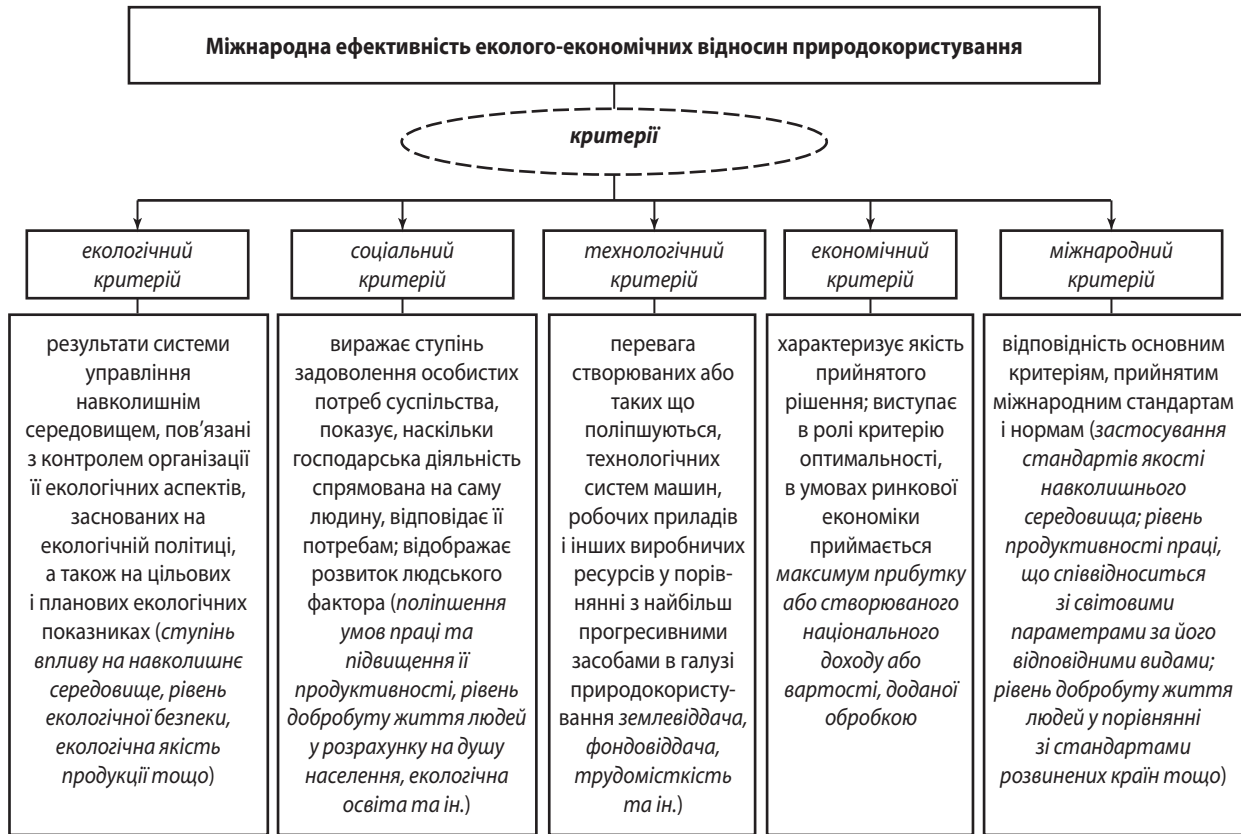 Міжнародна ефективність еколого-економічних відносин природокористування
критерії
екологічний
критерій
соціальний
критерій
технологічний
критерій
економічний
критерій
міжнародний
критерій
результати системи
управління
навколишнім
середовищем, пов’язані
з контролем організації
її екологічних аспектів,
заснованих на
екологічній політиці,
а також на цільових
і планових екологічних
показниках (ступінь
впливу на навколишнє
середовище, рівень
екологічної безпеки,
екологічна якість
продукції тощо)
виражає ступінь
задоволення особистих
потреб суспільства,
показує, наскільки
господарська діяльність
спрямована на саму
людину, відповідає її
потребам; відображає
розвиток людського
фактора (поліпшення
умов праці та
підвищення її
продуктивності, рівень
добробуту життя людей
у розрахунку на душу
населення, екологічна
освіта та ін.)
перевага
створюваних або
таких що
поліпшуються,
технологічних
систем машин,
робочих приладів
і інших виробничих
ресурсів у порів-
нянні з найбільш
прогресивними
засобами в галузі
природокористу-
вання землевіддача,
фондовіддача,
трудомісткість
та ін.)
характеризує якість
прийнятого
рішення; виступає
в ролі критерію
оптимальності,
в умовах ринкової
економіки
приймається
максимум прибутку
або створюваного
національного
доходу або
вартості, доданої
обробкою
відповідність основним
критеріям, прийнятим
міжнародним стандартам
і нормам (застосування
стандартів якості
навколишнього
середовища; рівень
продуктивності праці,
що співвідноситься
зі світовими
параметрами за його
відповідними видами;
рівень добробуту життя
людей у порівнянні
зі стандартами
розвинених країн тощо)